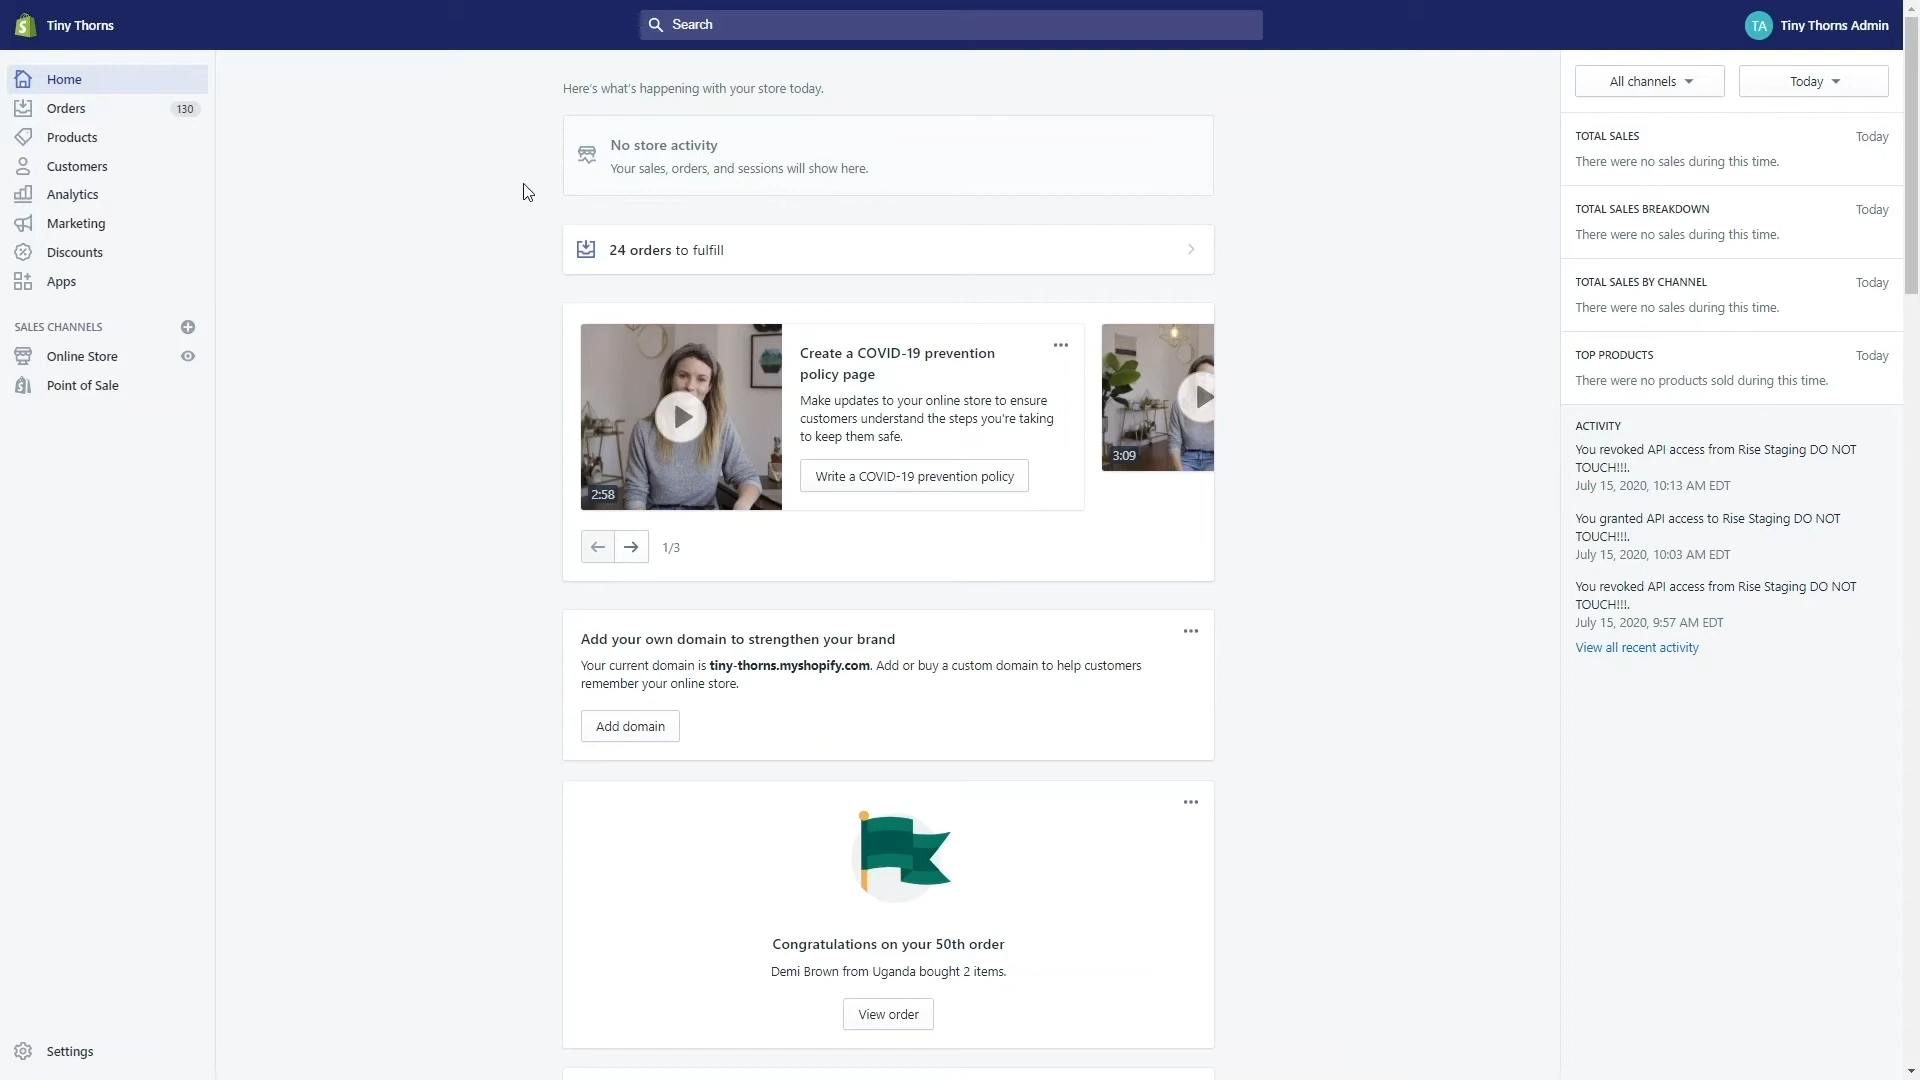 Tiny Thorns
Search
TA
Tiny Thorns Admin
Home
Orders
130
Products
Customers
Analytics
Marketing
Discounts
Apps
SALES CHANNELS
Online Store
Point of Sale
Settings
Here's what's happening with your store today.
No store activity
Your sales, orders, and sessions will show here.
24 orders to fulfill
2:58
Create a COVID-19 prevention
policy page
Make updates to your online store to ensure
customers understand the steps you're taking
to keep them safe.
Write a COVID-19 prevention policy
3:09
1/3
Add your own domain to strengthen your brand
Your current domain is tiny-thorns.myshopify.com. Add or buy a custom domain to help customers
remember your online store.
Add domain
Congratulations on your 50th order
Demi Brown from Uganda bought 2 items.
View order
All channels
Today
TOTAL SALES
Today
There were no sales during this time.
TOTAL SALES BREAKDOWN
Today
There were no sales during this time.
TOTAL SALES BY CHANNEL
Today
There were no sales during this time.
TOP PRODUCTS
Today
There were no products sold during this time.
ACTIVITY
You revoked API access from Rise Staging DO NOT
TOUCH!!!.
July 15, 2020, 10:13 AM EDT
You granted API access to Rise Staging DO NOT
TOUCH!!!.
July 15, 2020, 10:03 AM EDT
You revoked API access from Rise Staging DO NOT
TOUCH!!!.
July 15, 2020, 9:57 AM EDT
View all recent activity